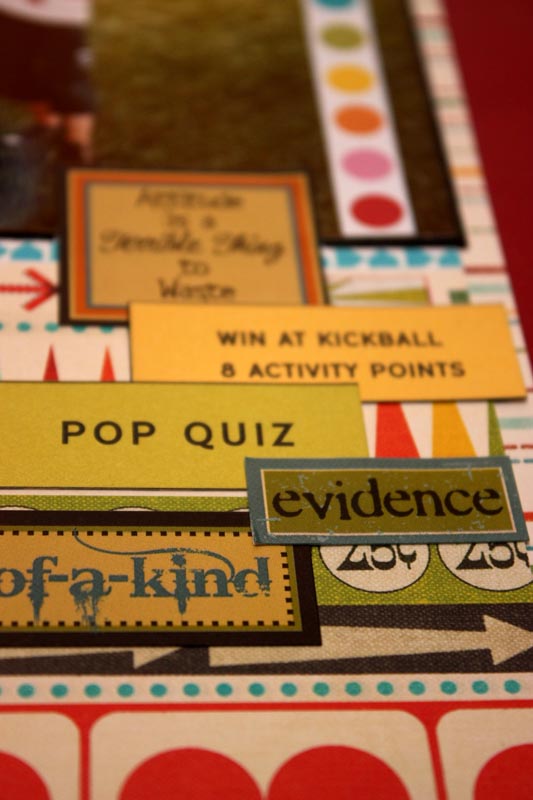 Attitude
is a
Terrible Thing
to
Waste
WIN AT KICKBALL
8 ACTIVITY POINTS
POP QUIZ
evidence
of-a-kind
25¢ 25¢